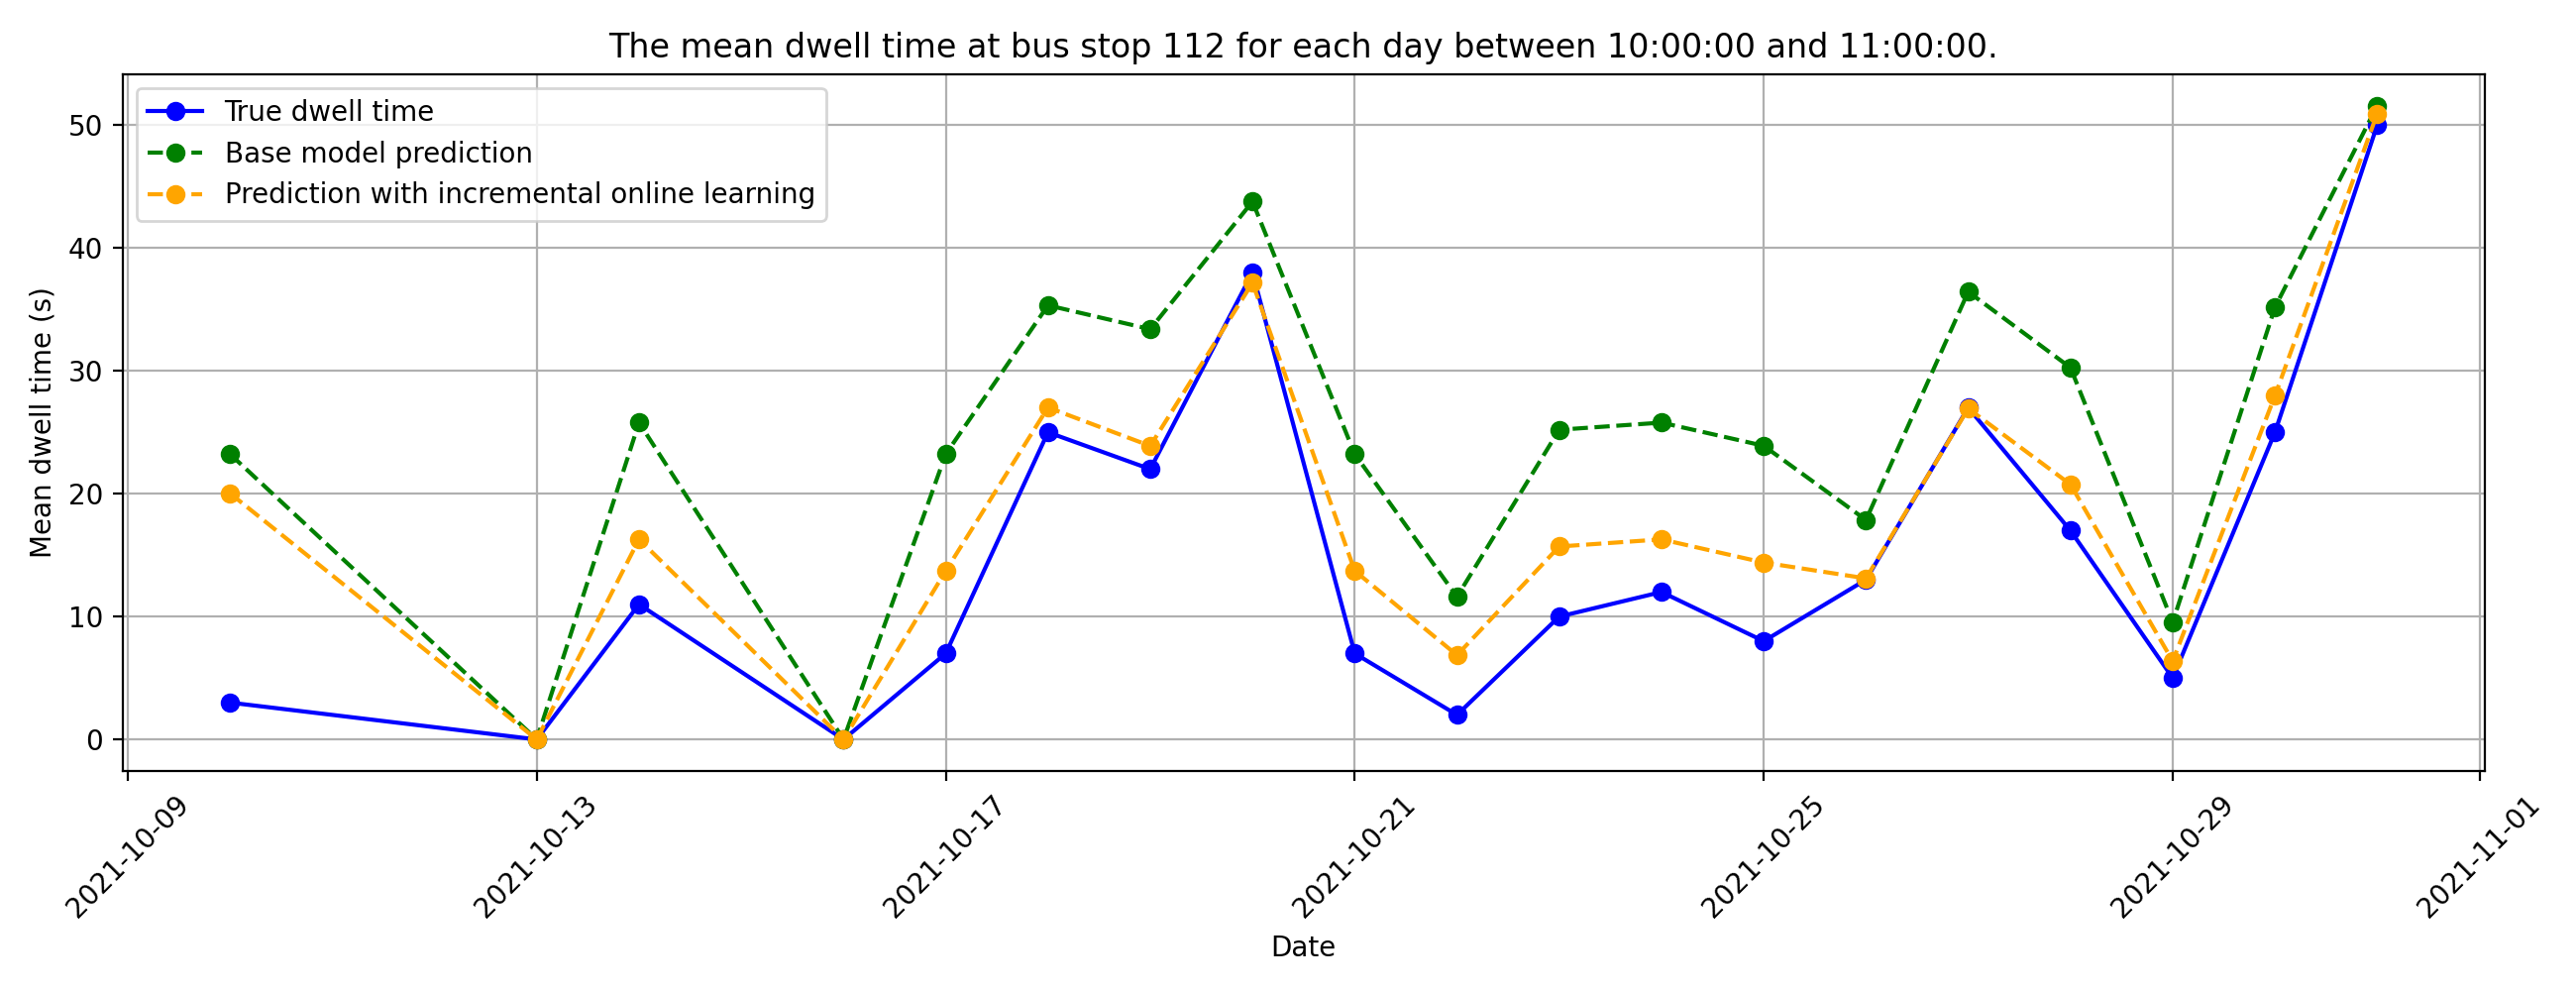 The mean dwell time at bus stop 112 for each day between 10:00:00 and 11:00:00.
True dwell time
Base model prediction
Prediction with incremental online learning
Mean dwell time (s)
50
40
30
20
10
0
2021-10-09
2021-10-13
2021-10-17
2021-10-21
2021-10-25
2021-10-29
2021-11-01
Date